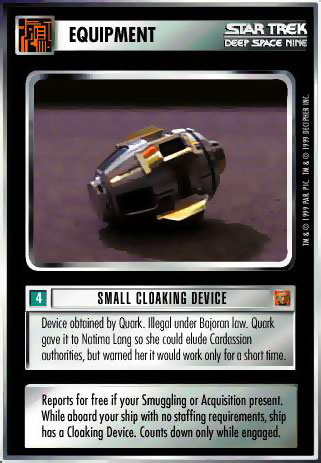 EQUIPMENT
STAR TREK
DEEP SPACE NINE
TM & © 1999 PAR. PIC. TM & © 1999 DECIPHER INC.
4
SMALL CLOAKING DEVICE
Device obtained by Quark. Illegal under Bajoran law. Quark
gave it to Natima Lang so she could elude Cardassian
authorities, but warned her it would work only for a short time.
Reports for free if your Smuggling or Acquisition present.
While aboard your ship with no staffing requirements, ship
has a Cloaking Device. Counts down only while engaged.